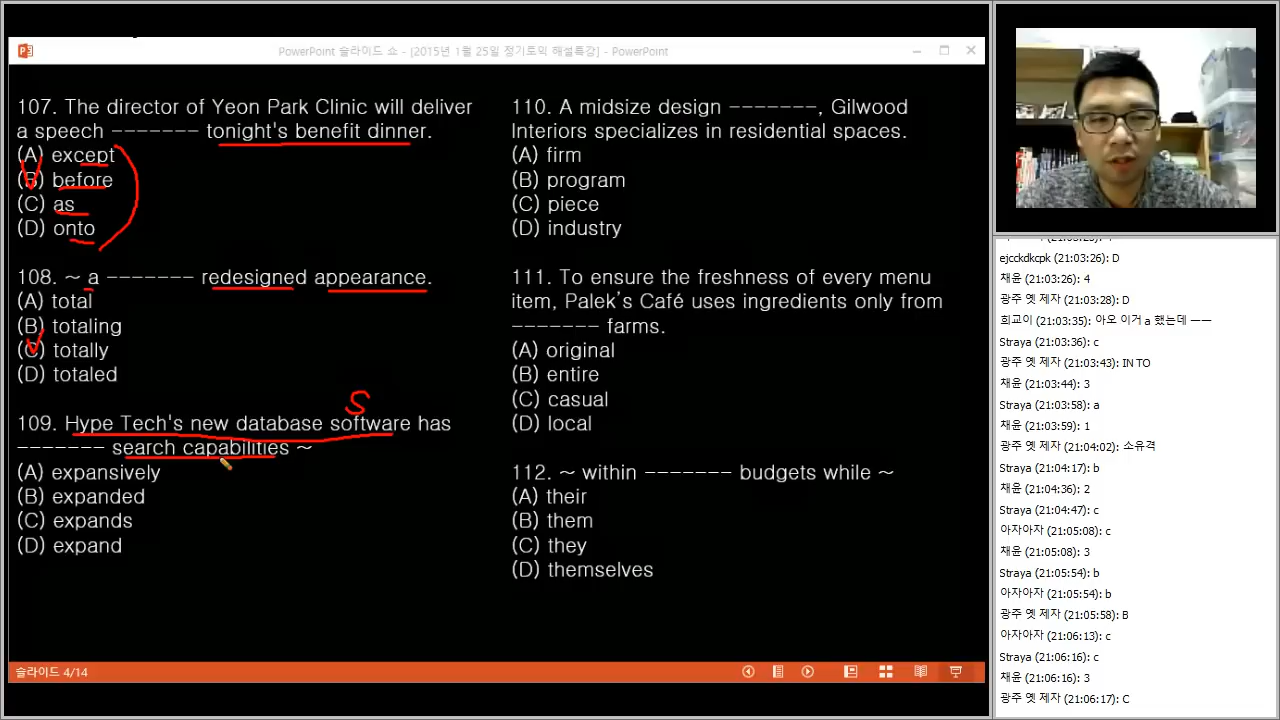 PowerPoint 슬라이드 쇼 - [2015년 1월 25일 정기토익 해설특강] - PowerPoint
107. The director of Yeon Park Clinic will deliver
a speech ------- tonight's benefit dinner.
(A) except
(B) before
(C) as
(D) onto
108. ~ a ------- redesigned appearance.
(A) total
(B) totaling
(C) totally
(D) totaled
S
109. Hype Tech's new database software has
------- search capabilities ~
(A) expansively
(B) expanded
(C) expands
(D) expand
110. A midsize design -------, Gilwood
Interiors specializes in residential spaces.
(A) firm
(B) program
(C) piece
(D) industry
111. To ensure the freshness of every menu
item, Palek's Café uses ingredients only from
------- farms.
(A) original
(B) entire
(C) casual
(D) local
112. ~ within ------- budgets while ~
(A) their
(B) them
(C) they
(D) themselves
슬라이드 4/14
ejcckdkcpk (21:03:26): D
채윤 (21:03:26): 4
광주 옛 제자 (21:03:28): D
희교이 (21:03:35): 아오 이거 a 했는데 ㅡㅡ
Straya (21:03:36): c
광주 옛 제자 (21:03:43): IN TO
채윤 (21:03:44): 3
Straya (21:03:58): a
채윤 (21:03:59): 1
광주 옛 제자 (21:04:02): 소유격
Straya (21:04:17): b
채윤 (21:04:36): 2
Straya (21:04:47): c
아자아자 (21:05:08): c
채윤 (21:05:08): 3
Straya (21:05:54): b
아자아자 (21:05:54): b
광주 옛 제자 (21:05:58): B
아자아자 (21:06:13): c
Straya (21:06:16): c
채윤 (21:06:16): 3
광주 옛 제자 (21:06:17): C